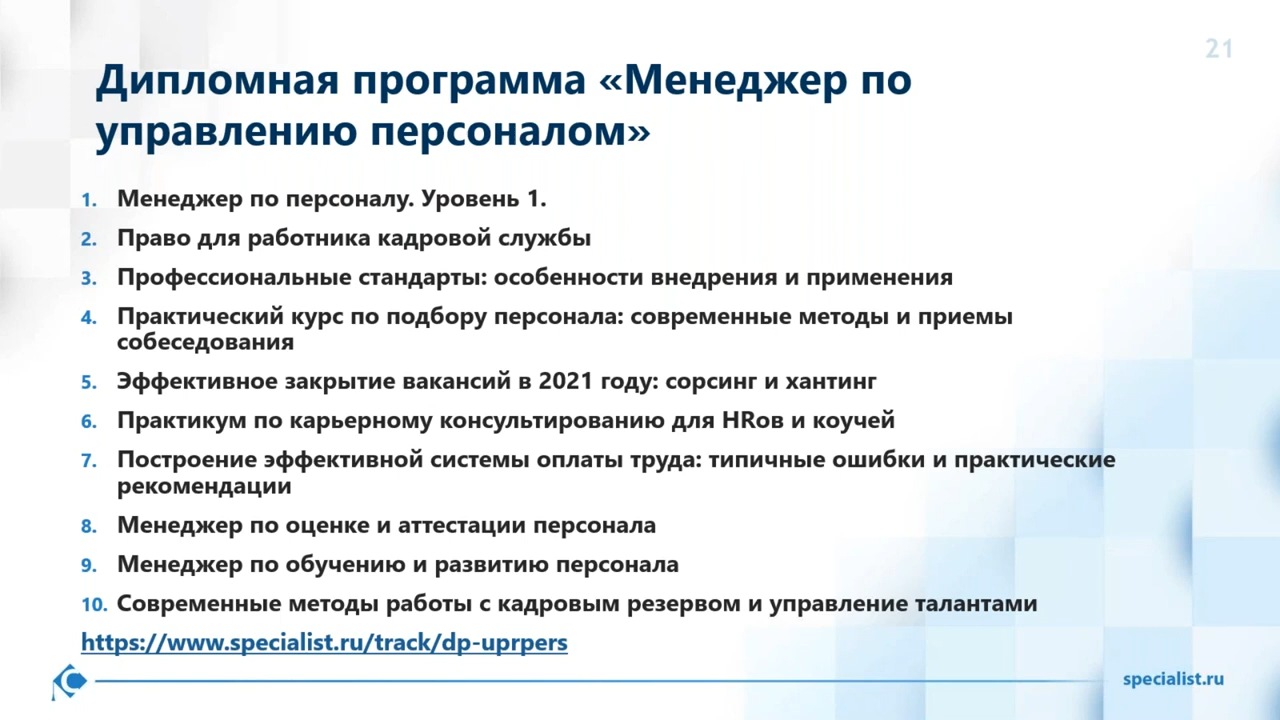 21
Дипломная программа «Менеджер по
управлению персоналом»
1. Менеджер по персоналу. Уровень 1.
2. Право для работника кадровой службы
3. Профессиональные стандарты: особенности внедрения и применения
4. Практический курс по подбору персонала: современные методы и приемы
собеседования
5. Эффективное закрытие вакансий в 2021 году: сорсинг и хантинг
6. Практикум по карьерному консультированию для HRов и коучей
7. Построение эффективной системы оплаты труда: типичные ошибки и практические
рекомендации
8. Менеджер по оценке и аттестации персонала
9. Менеджер по обучению и развитию персонала
10. Современные методы работы с кадровым резервом и управление талантами
https://www.specialist.ru/track/dp-uprpers
specialist.ru